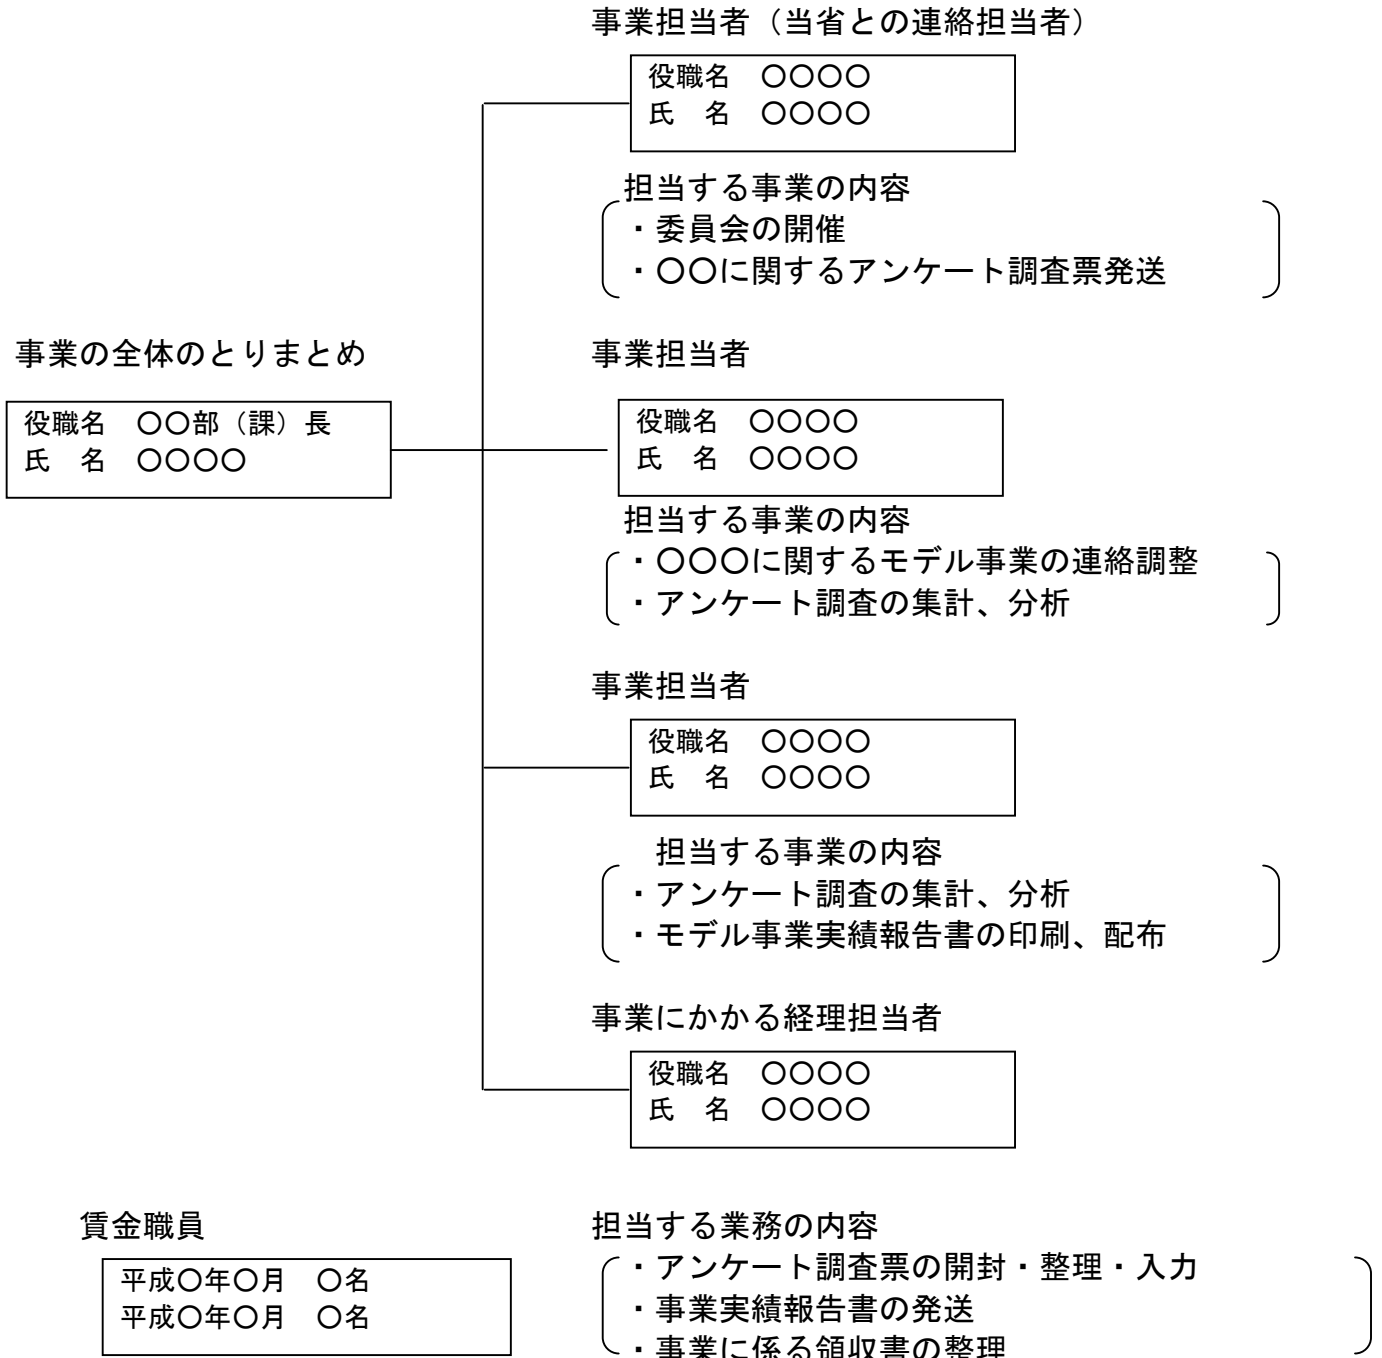 事業担当者（当省との連絡担当者）
役職名　〇〇〇〇
氏　名　〇〇〇〇
担当する事業の内容
・委員会の開催
・〇〇に関するアンケート調査票発送
事業の全体のとりまとめ
役職名　〇〇部（課）長
氏　名　〇〇〇〇
事業担当者
役職名　〇〇〇〇
氏　名　〇〇〇〇
担当する事業の内容
・〇〇〇に関するモデル事業の連絡調整
・アンケート調査の集計、分析
事業担当者
役職名　〇〇〇〇
氏　名　〇〇〇〇
担当する事業の内容
・アンケート調査の集計、分析
・モデル事業実績報告書の印刷、配布
事業にかかる経理担当者
役職名　〇〇〇〇
氏　名　〇〇〇〇
賃金職員
平成〇年〇月　〇名
平成〇年〇月　〇名
担当する業務の内容
・アンケート調査票の開封・整理・入力
・事業実績報告書の発送
・事業に係る領収書の整理